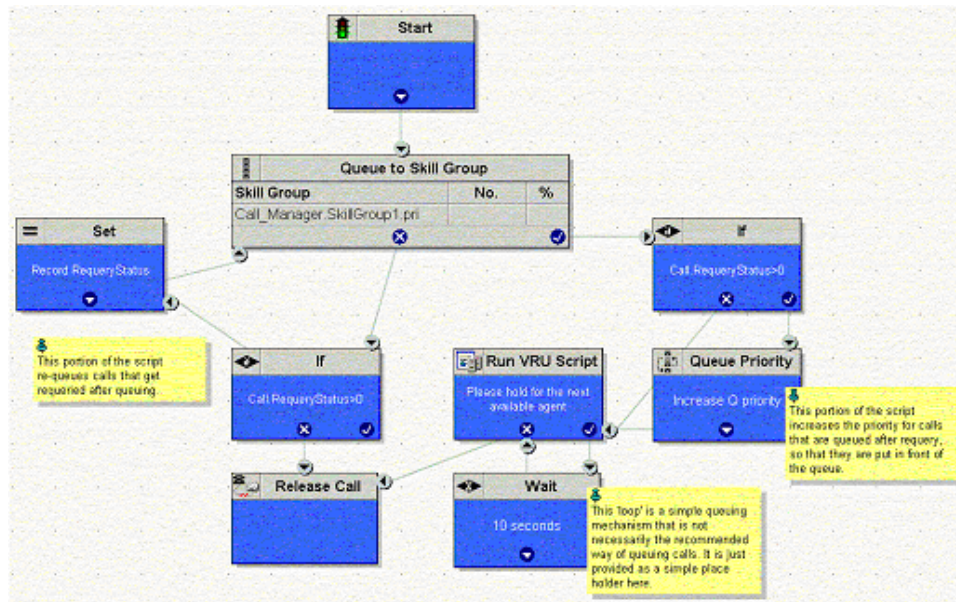 Start
Queue to Skill Group
Skill Group No. %
Call_Manager.SkillGroup1.pri
Set
Record RequeryStatus
If
Call.RequeryStatus>0
This portion of the script
re-queues calls that get
requeried after queuing.
If
Call.RequeryStatus>0
Run VRU Script
Please hold for the next
available agent
Queue Priority
Increase Q priority
This portion of the script
increases the priority for calls
that are queued after requery,
so that they are put in front of
the queue.
Release Call
Wait
10 seconds
This 'loop' is a simple queuing
mechanism that is not
necessarily the recommended
way of queuing calls. It is just
provided as a simple place
holder here.